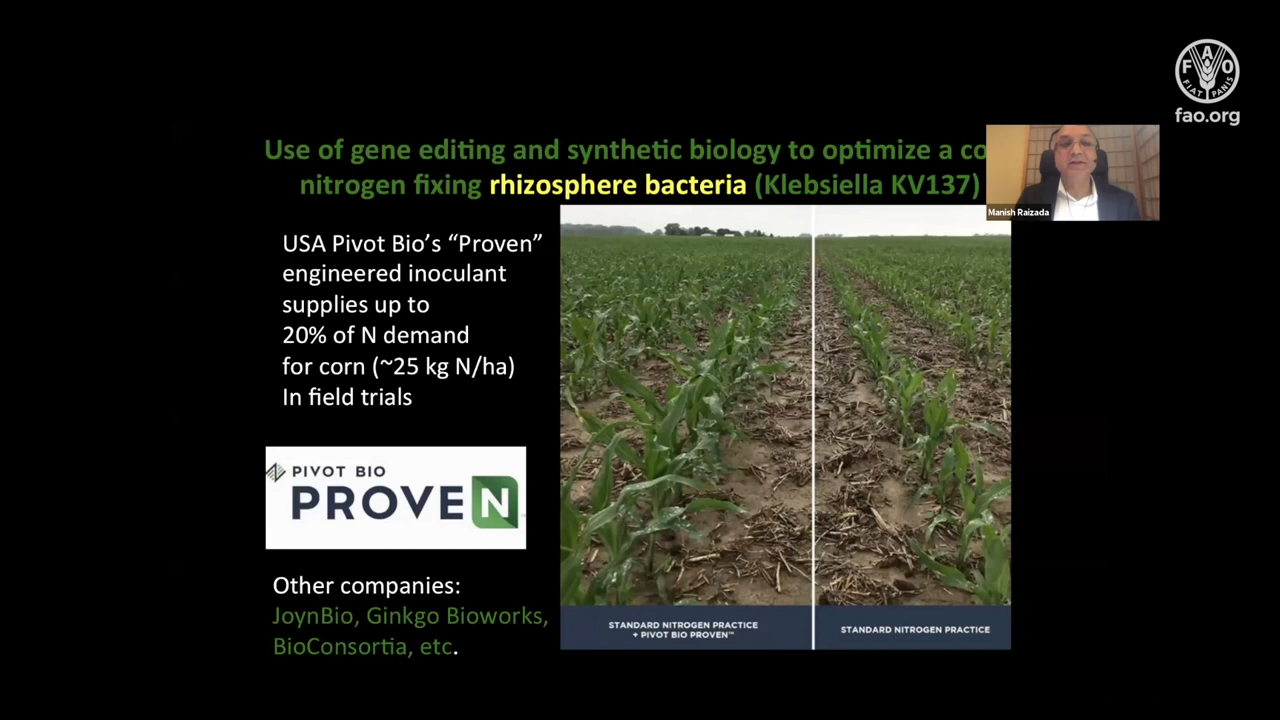 FAO
FIAT PANIS
fao.org
Use of gene editing and synthetic biology to optimize a co
nitrogen fixing rhizosphere bacteria (Klebsiella KV137)
Manish Raizada
USA Pivot Bio’s “Proven”
engineered inoculant
supplies up to
20% of N demand
for corn (~25 kg N/ha)
In field trials
PIVOT BIO
PROVEN
Other companies:
JoynBio, Ginkgo Bioworks,
BioConsortia, etc.
STANDARD NITROGEN PRACTICE
+ PIVOT BIO PROVEN™
STANDARD NITROGEN PRACTICE